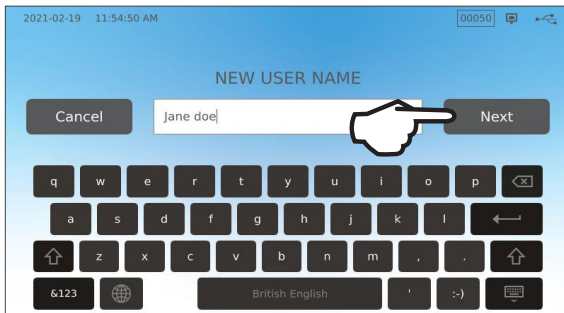 2021-02-19 11:54:50 AM 00050
NEW USER NAME
Cancel Jane doe Next
q w e r t y u i o p
a s d f g h j k l
z x c v b n m , .
&123 British English ' :-)